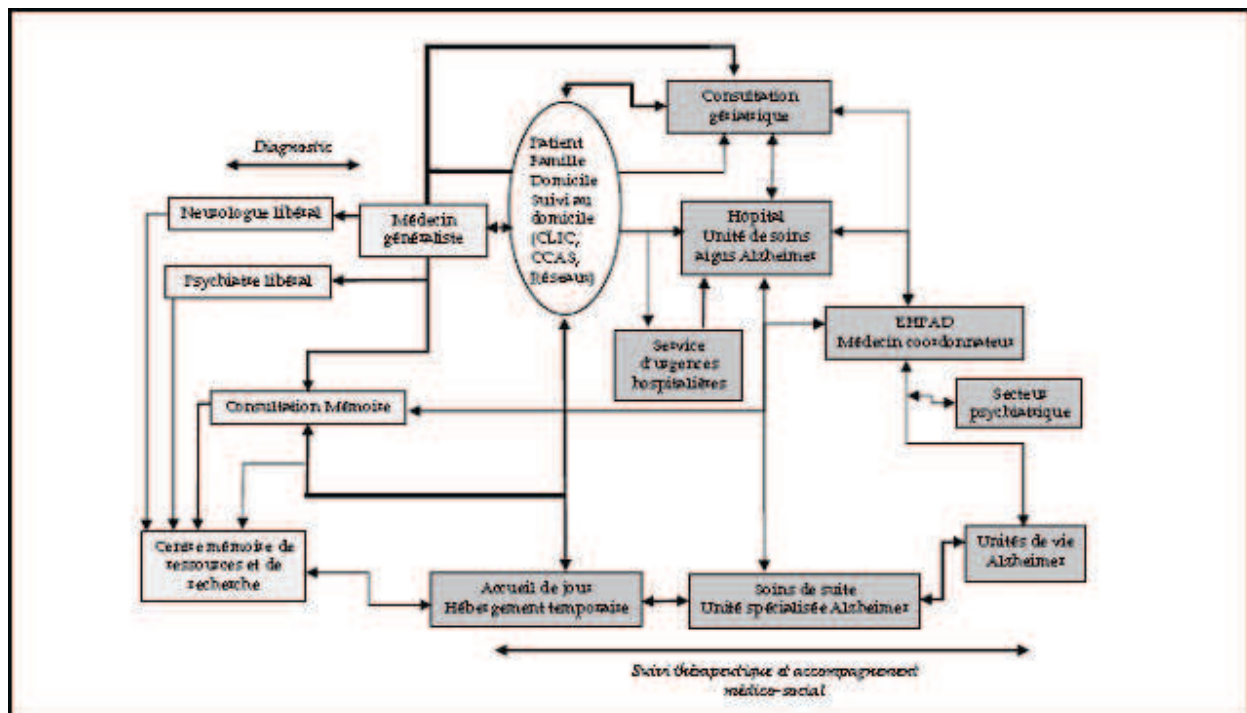 Consultation
gériatrique
Diagnostic
Patient
Famille
Domicile
Suivi au
domicile
(CLIC,
CCAS,
Réseaux)
Neurologue libéral
Médecin
généraliste
Hôpital
Unité de soins
aigus Alzheimer
Psychiatre libéral
EHPAD
Médecin coordonnateur
Service
d'urgences
hospitalières
Secteur
psychiatrique
Consultation Mémoire
Centre mémoire de
ressources et de
recherche
Unités de vie
Alzheimer
Accueil de jour
Hébergement temporaire
Soins de suite
Unité spécialisée Alzheimer
Suivi thérapeutique et accompagnement
médico-social